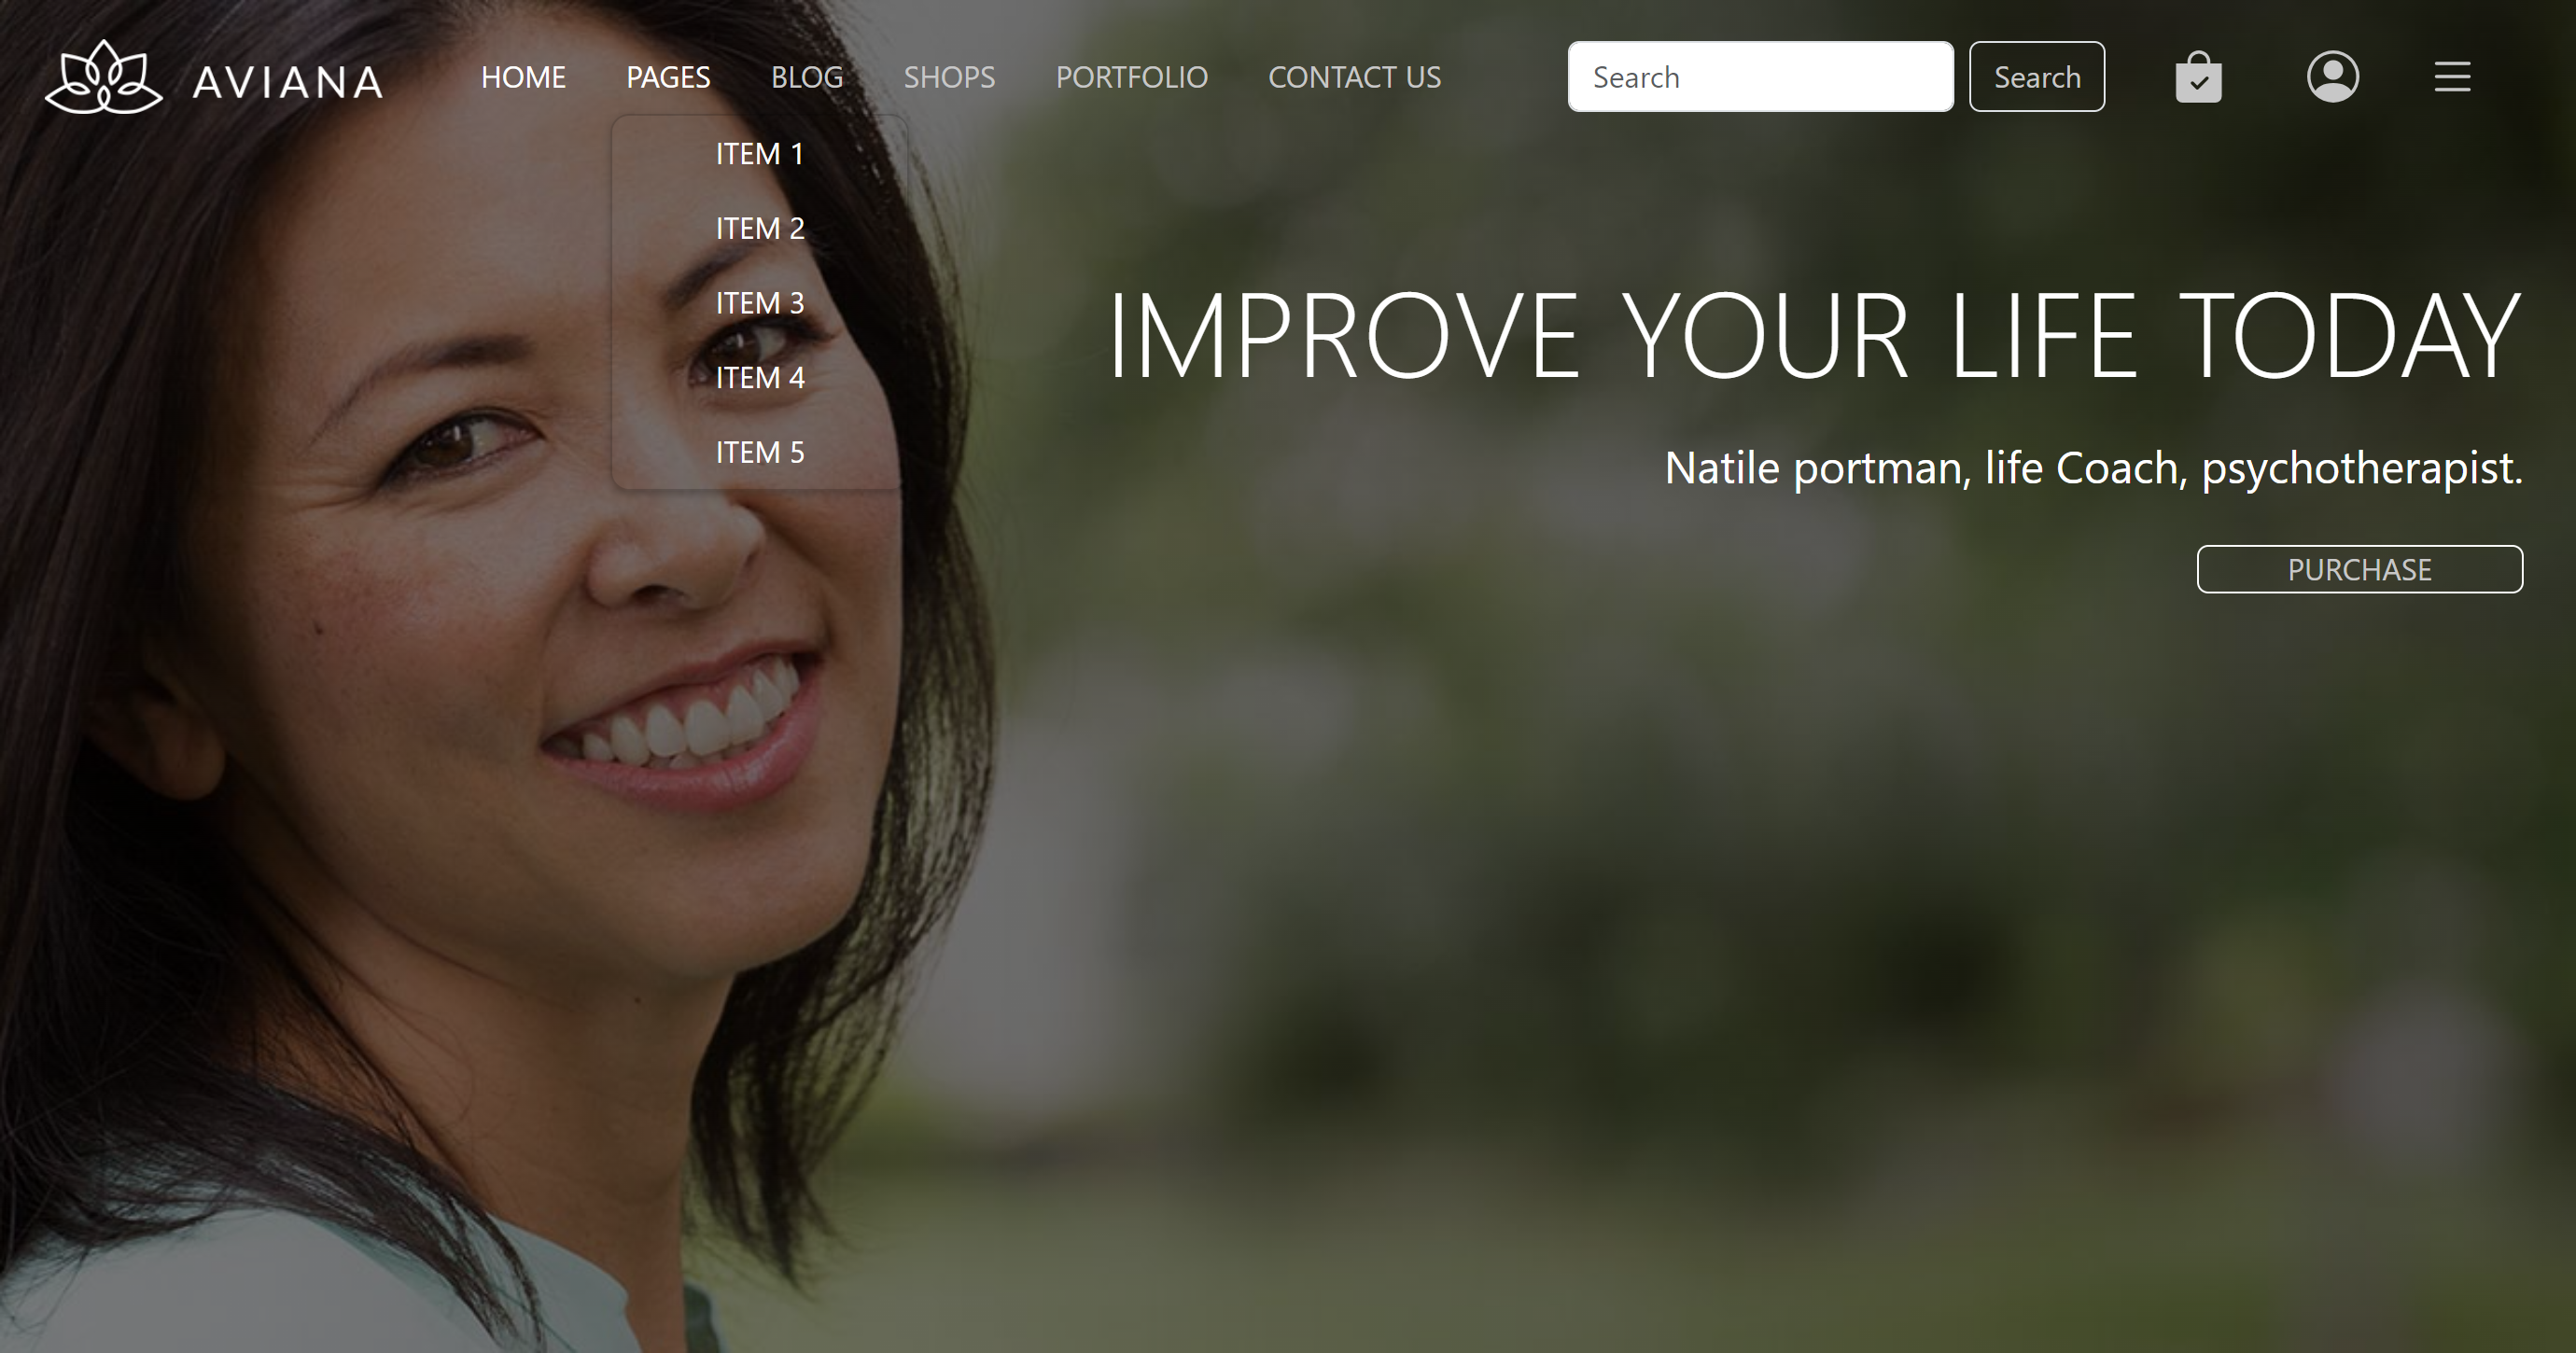 AVIANA
HOME PAGES BLOG SHOPS PORTFOLIO CONTACT US Search Search
ITEM 1
ITEM 2
ITEM 3
ITEM 4
ITEM 5
IMPROVE YOUR LIFE TODAY
Natile portman, life Coach, psychotherapist.
PURCHASE